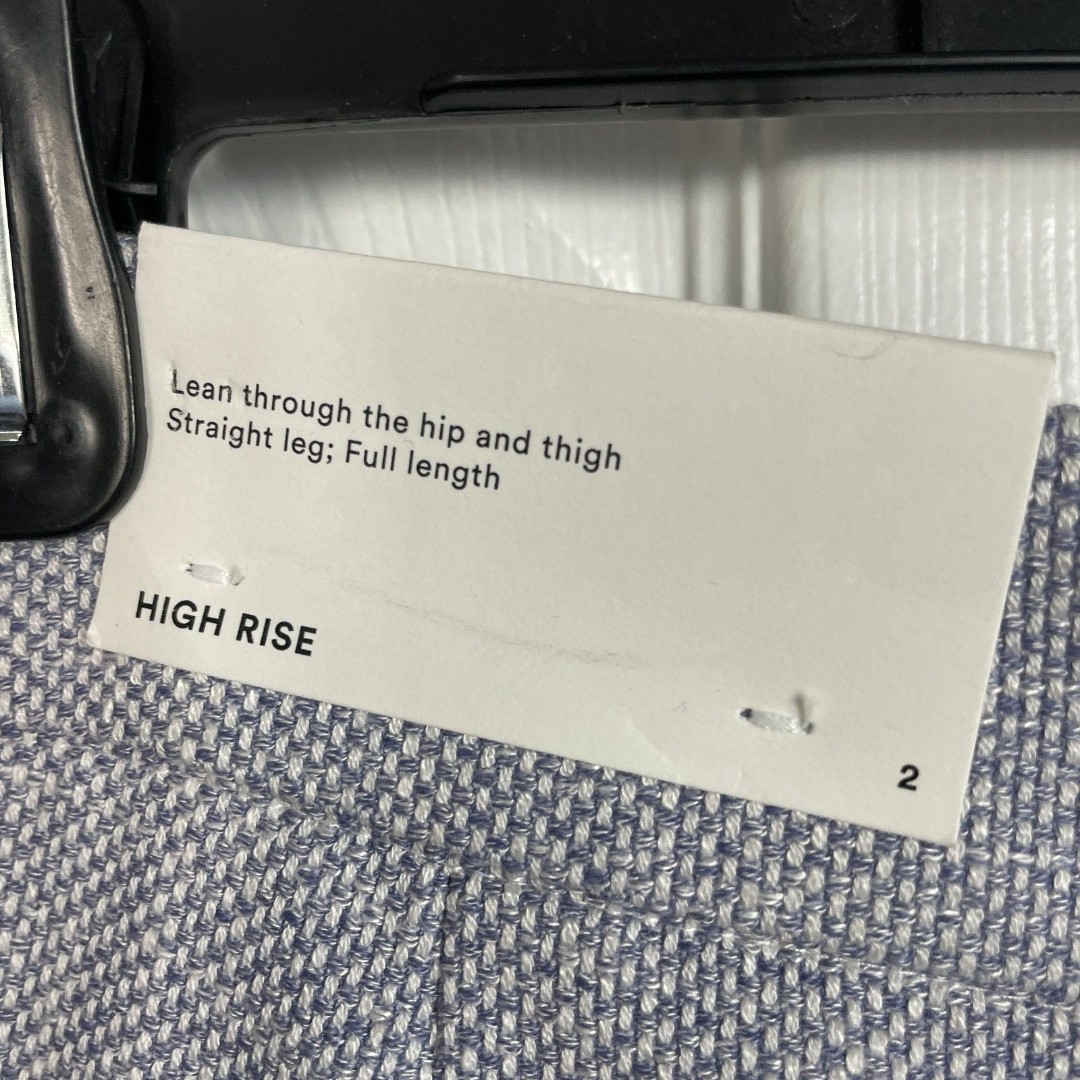 Lean through the hip and thigh
Straight leg; Full length
HIGH RISE
2